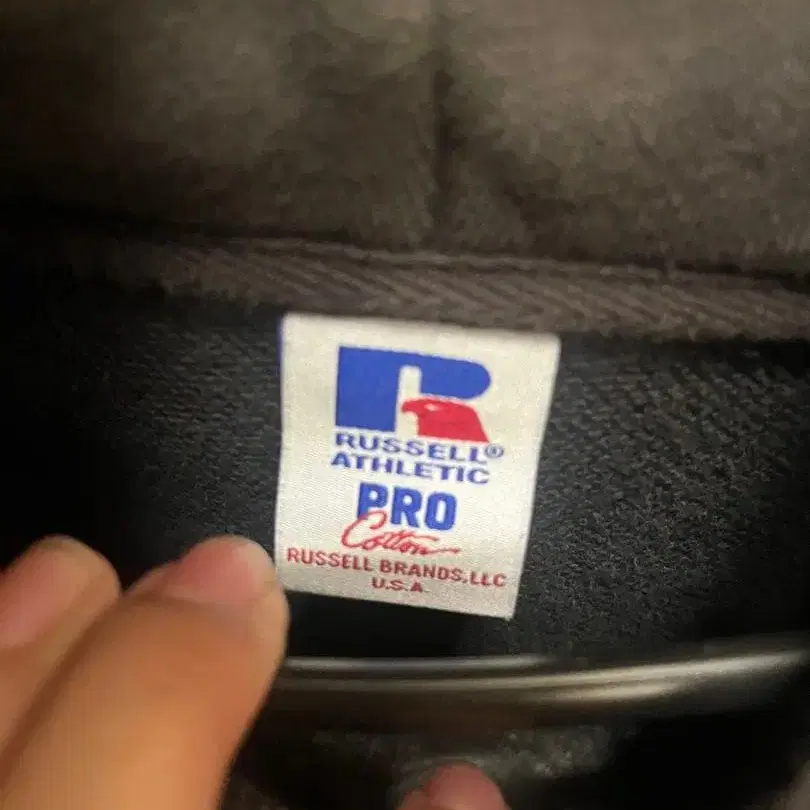 RUSSELL®
ATHLETIC
PRO
Cotton
RUSSELL BRANDS,LLC
U.S.A